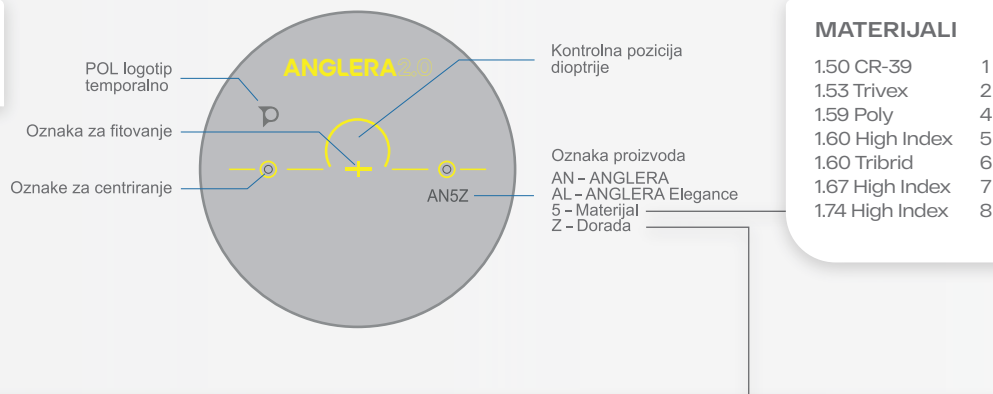 POL logotip
temporalno
Oznaka za fitovanje
Oznake za centriranje
ANGLERA2.0
AN5Z
Kontrolna pozicija
dioptrije
Oznaka proizvoda
AN – ANGLERA
AL – ANGLERA Elegance
5 – Materijal
Z – Dorada
MATERIJALI
1.50 CR-39 1
1.53 Trivex 2
1.59 Poly 4
1.60 High Index 5
1.60 Tribrid 6
1.67 High Index 7
1.74 High Index 8